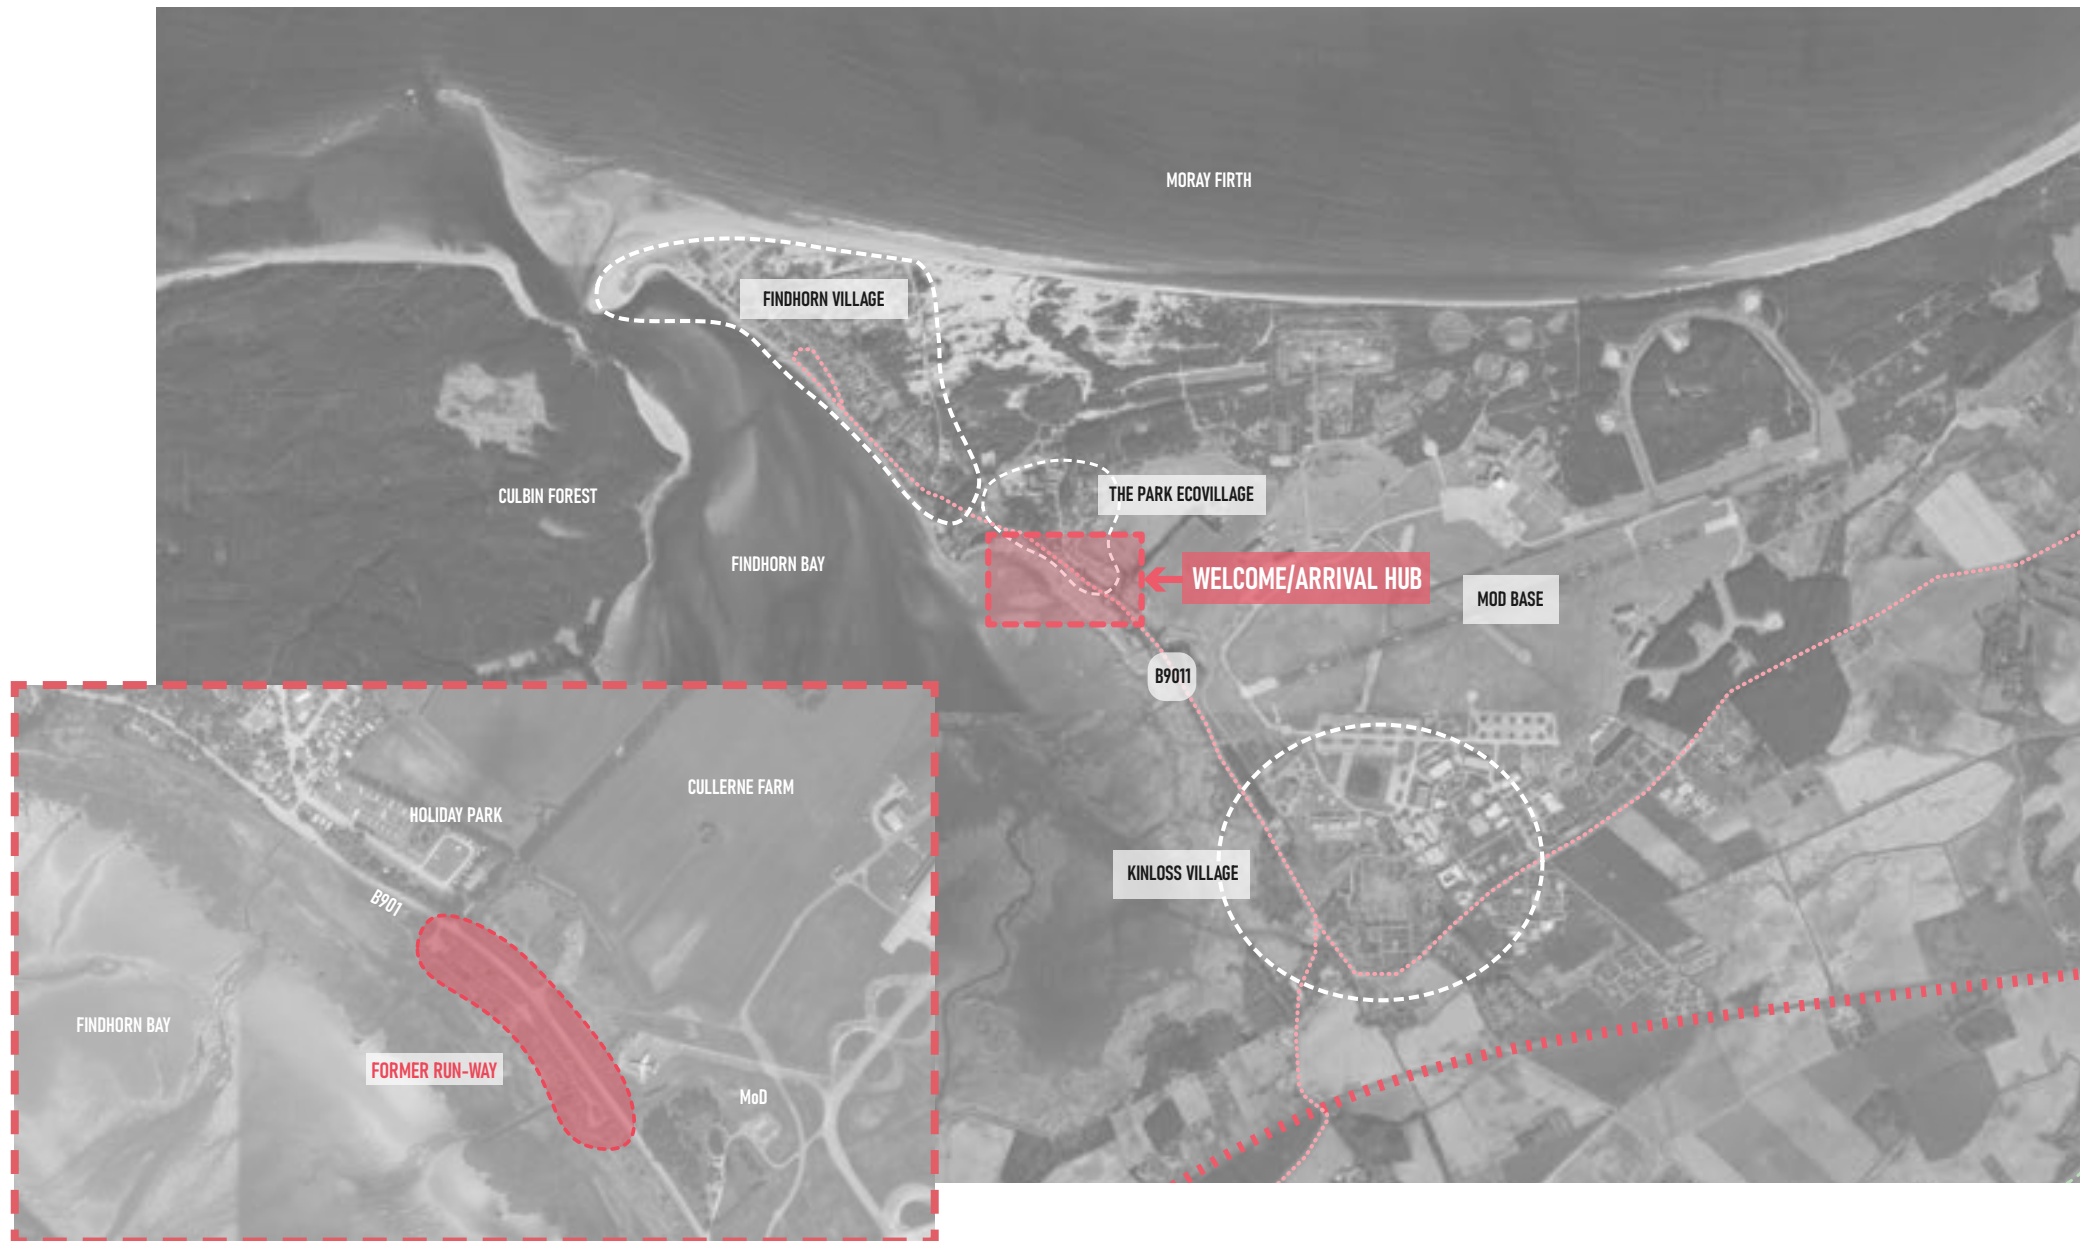 MORAY FIRTH
FINDHORN VILLAGE
CULBIN FOREST
THE PARK ECOVILLAGE
FINDHORN BAY
WELCOME/ARRIVAL HUB
MOD BASE
B9011
KINLOSS VILLAGE
CULLERNE FARM
HOLIDAY PARK
B901
FINDHORN BAY
FORMER RUN-WAY
MoD